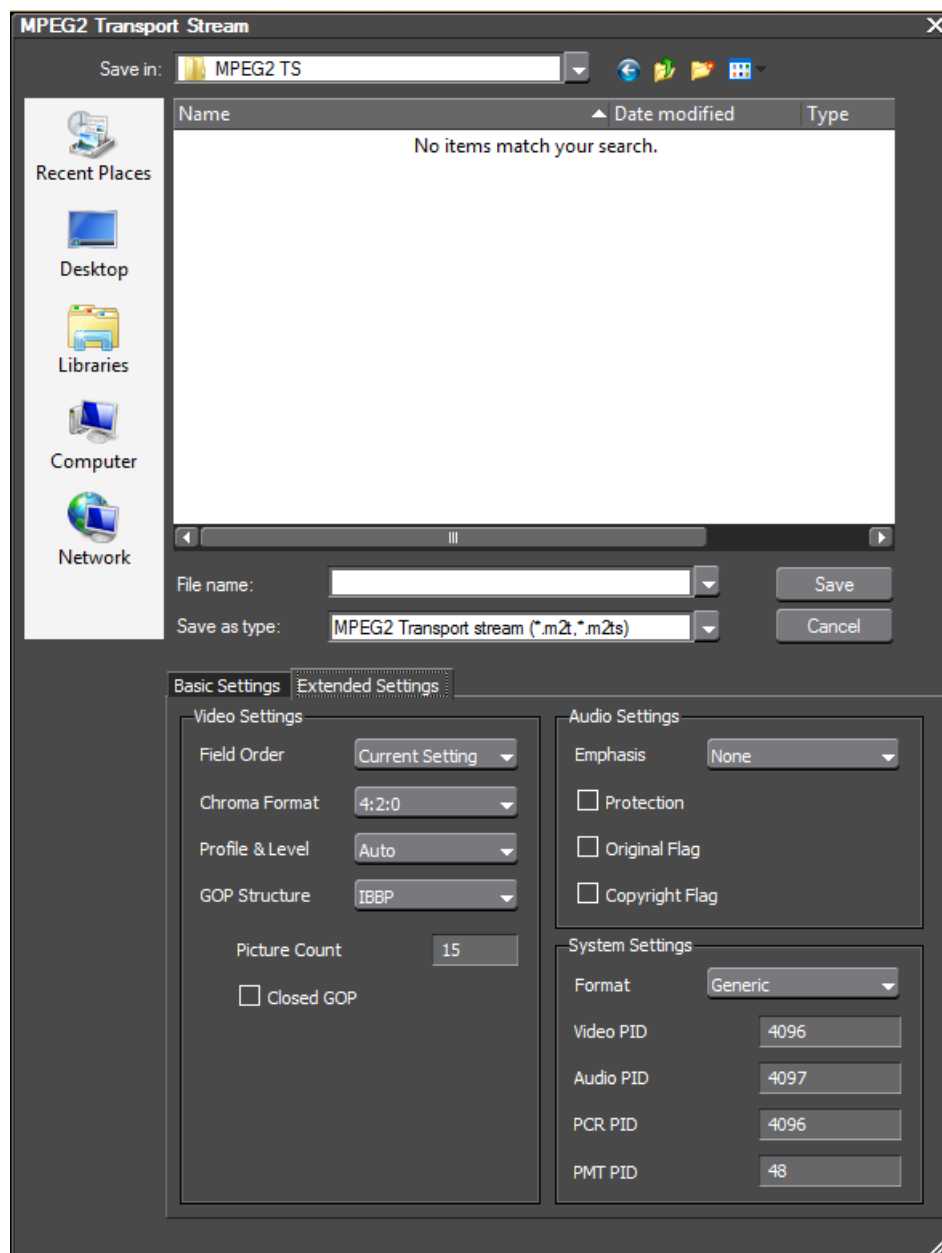 MPEG2 Transport Stream
Save in: MPEG2 TS
Recent Places
Desktop
Libraries
Computer
Network
Name Date modified Type
No items match your search.
File name: Save
Save as type: MPEG2 Transport stream (*.m2t,*.m2ts) Cancel
Basic Settings Extended Settings
Video Settings
Field Order Current Setting
Chroma Format 4:2:0
Profile & Level Auto
GOP Structure IBBP
Picture Count 15
Closed GOP
Audio Settings
Emphasis None
Protection
Original Flag
Copyright Flag
System Settings
Format Generic
Video PID 4096
Audio PID 4097
PCR PID 4096
PMT PID 48